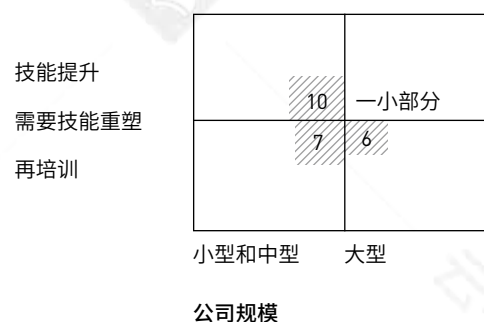 技能提升
10 一小部分
需要技能重塑
7 6
再培训
小型和中型 大型
公司规模